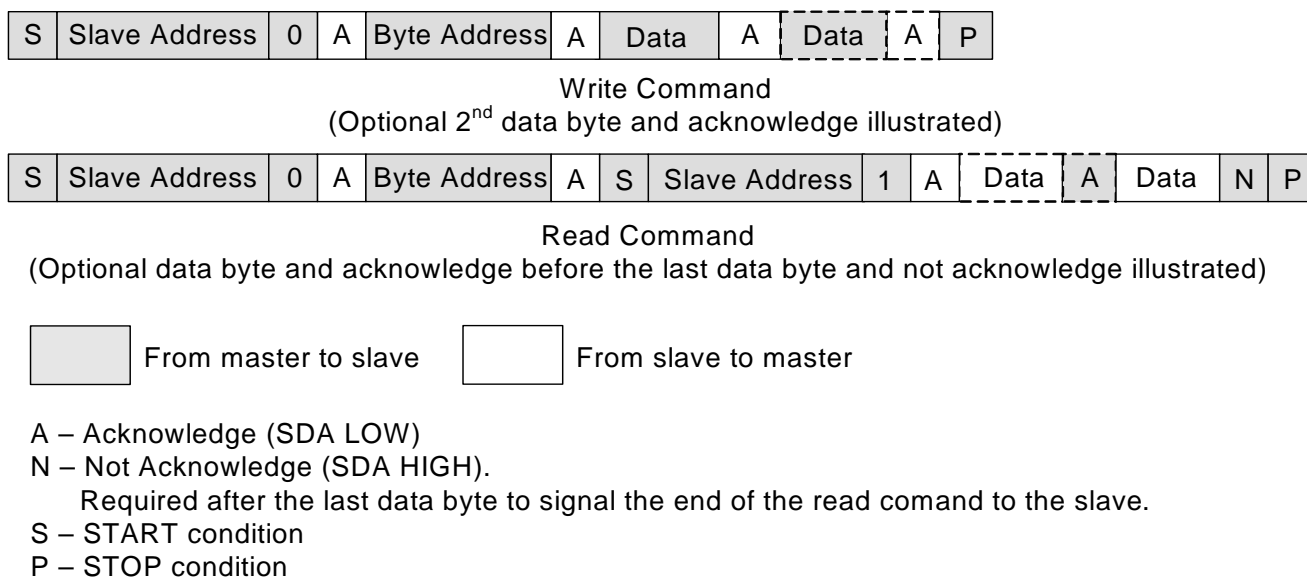 S Slave Address 0 A Byte Address A Data A Data A P
Write Command
(Optional 2nd data byte and acknowledge illustrated)
S Slave Address 0 A Byte Address A S Slave Address 1 A Data A Data N P
Read Command
(Optional data byte and acknowledge before the last data byte and not acknowledge illustrated)
From master to slave From slave to master
A – Acknowledge (SDA LOW)
N – Not Acknowledge (SDA HIGH).
Required after the last data byte to signal the end of the read comand to the slave.
S – START condition
P – STOP condition